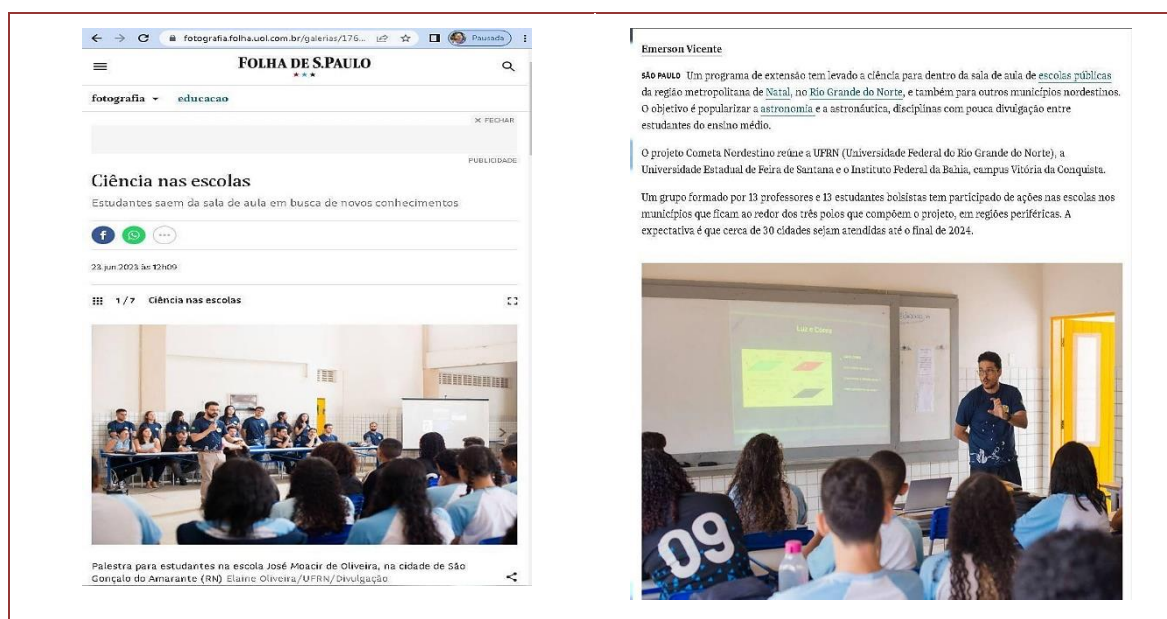 fotografia.folha.uol.com.br/galerias/176...
Pausada
FOLHA DE S.PAULO
fotografia
educacao
× FECHAR
PUBLICIDADE
Ciência nas escolas
Estudantes saem da sala de aula em busca de novos conhecimentos
23.jun.2023 às 12h09
1/7 Ciência nas escolas
Palestra para estudantes na escola José Moacir de Oliveira, na cidade de São
Gonçalo do Amarante (RN) Elaine Oliveira/UFRN/Divulgação
Emerson Vicente
SÃO PAULO Um programa de extensão tem levado a ciência para dentro da sala de aula de escolas públicas
da região metropolitana de Natal, no Rio Grande do Norte, e também para outros municípios nordestinos.
O objetivo é popularizar a astronomia e a astronáutica, disciplinas com pouca divulgação entre
estudantes do ensino médio.
O projeto Cometa Nordestino reúne a UFRN (Universidade Federal do Rio Grande do Norte), a
Universidade Estadual de Feira de Santana e o Instituto Federal da Bahia, campus Vitória da Conquista.
Um grupo formado por 13 professores e 13 estudantes bolsistas tem participado de ações nas escolas nos
municípios que ficam ao redor dos três polos que compõem o projeto, em regiões periféricas. A
expectativa é que cerca de 30 cidades sejam atendidas até o final de 2024.
Luz e Cores
09